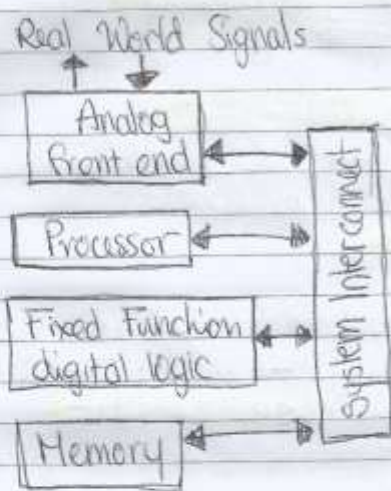 Real World Signals
Analog
front end
Processor
Fixed Function
digital logic
Memory
System Interconnect